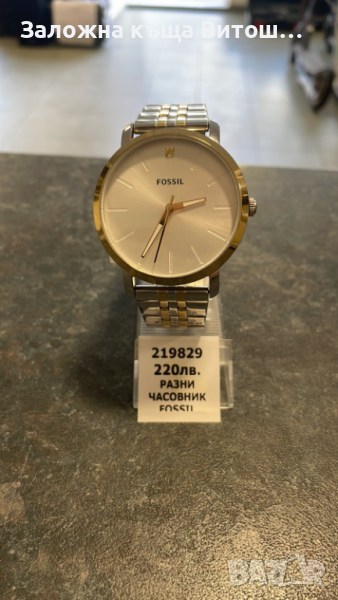 Заложна къща Витош...
FOSSIL
219829
220лв.
РАЗНИ
ЧАСОВНИК
FOSSIL
BAZAR